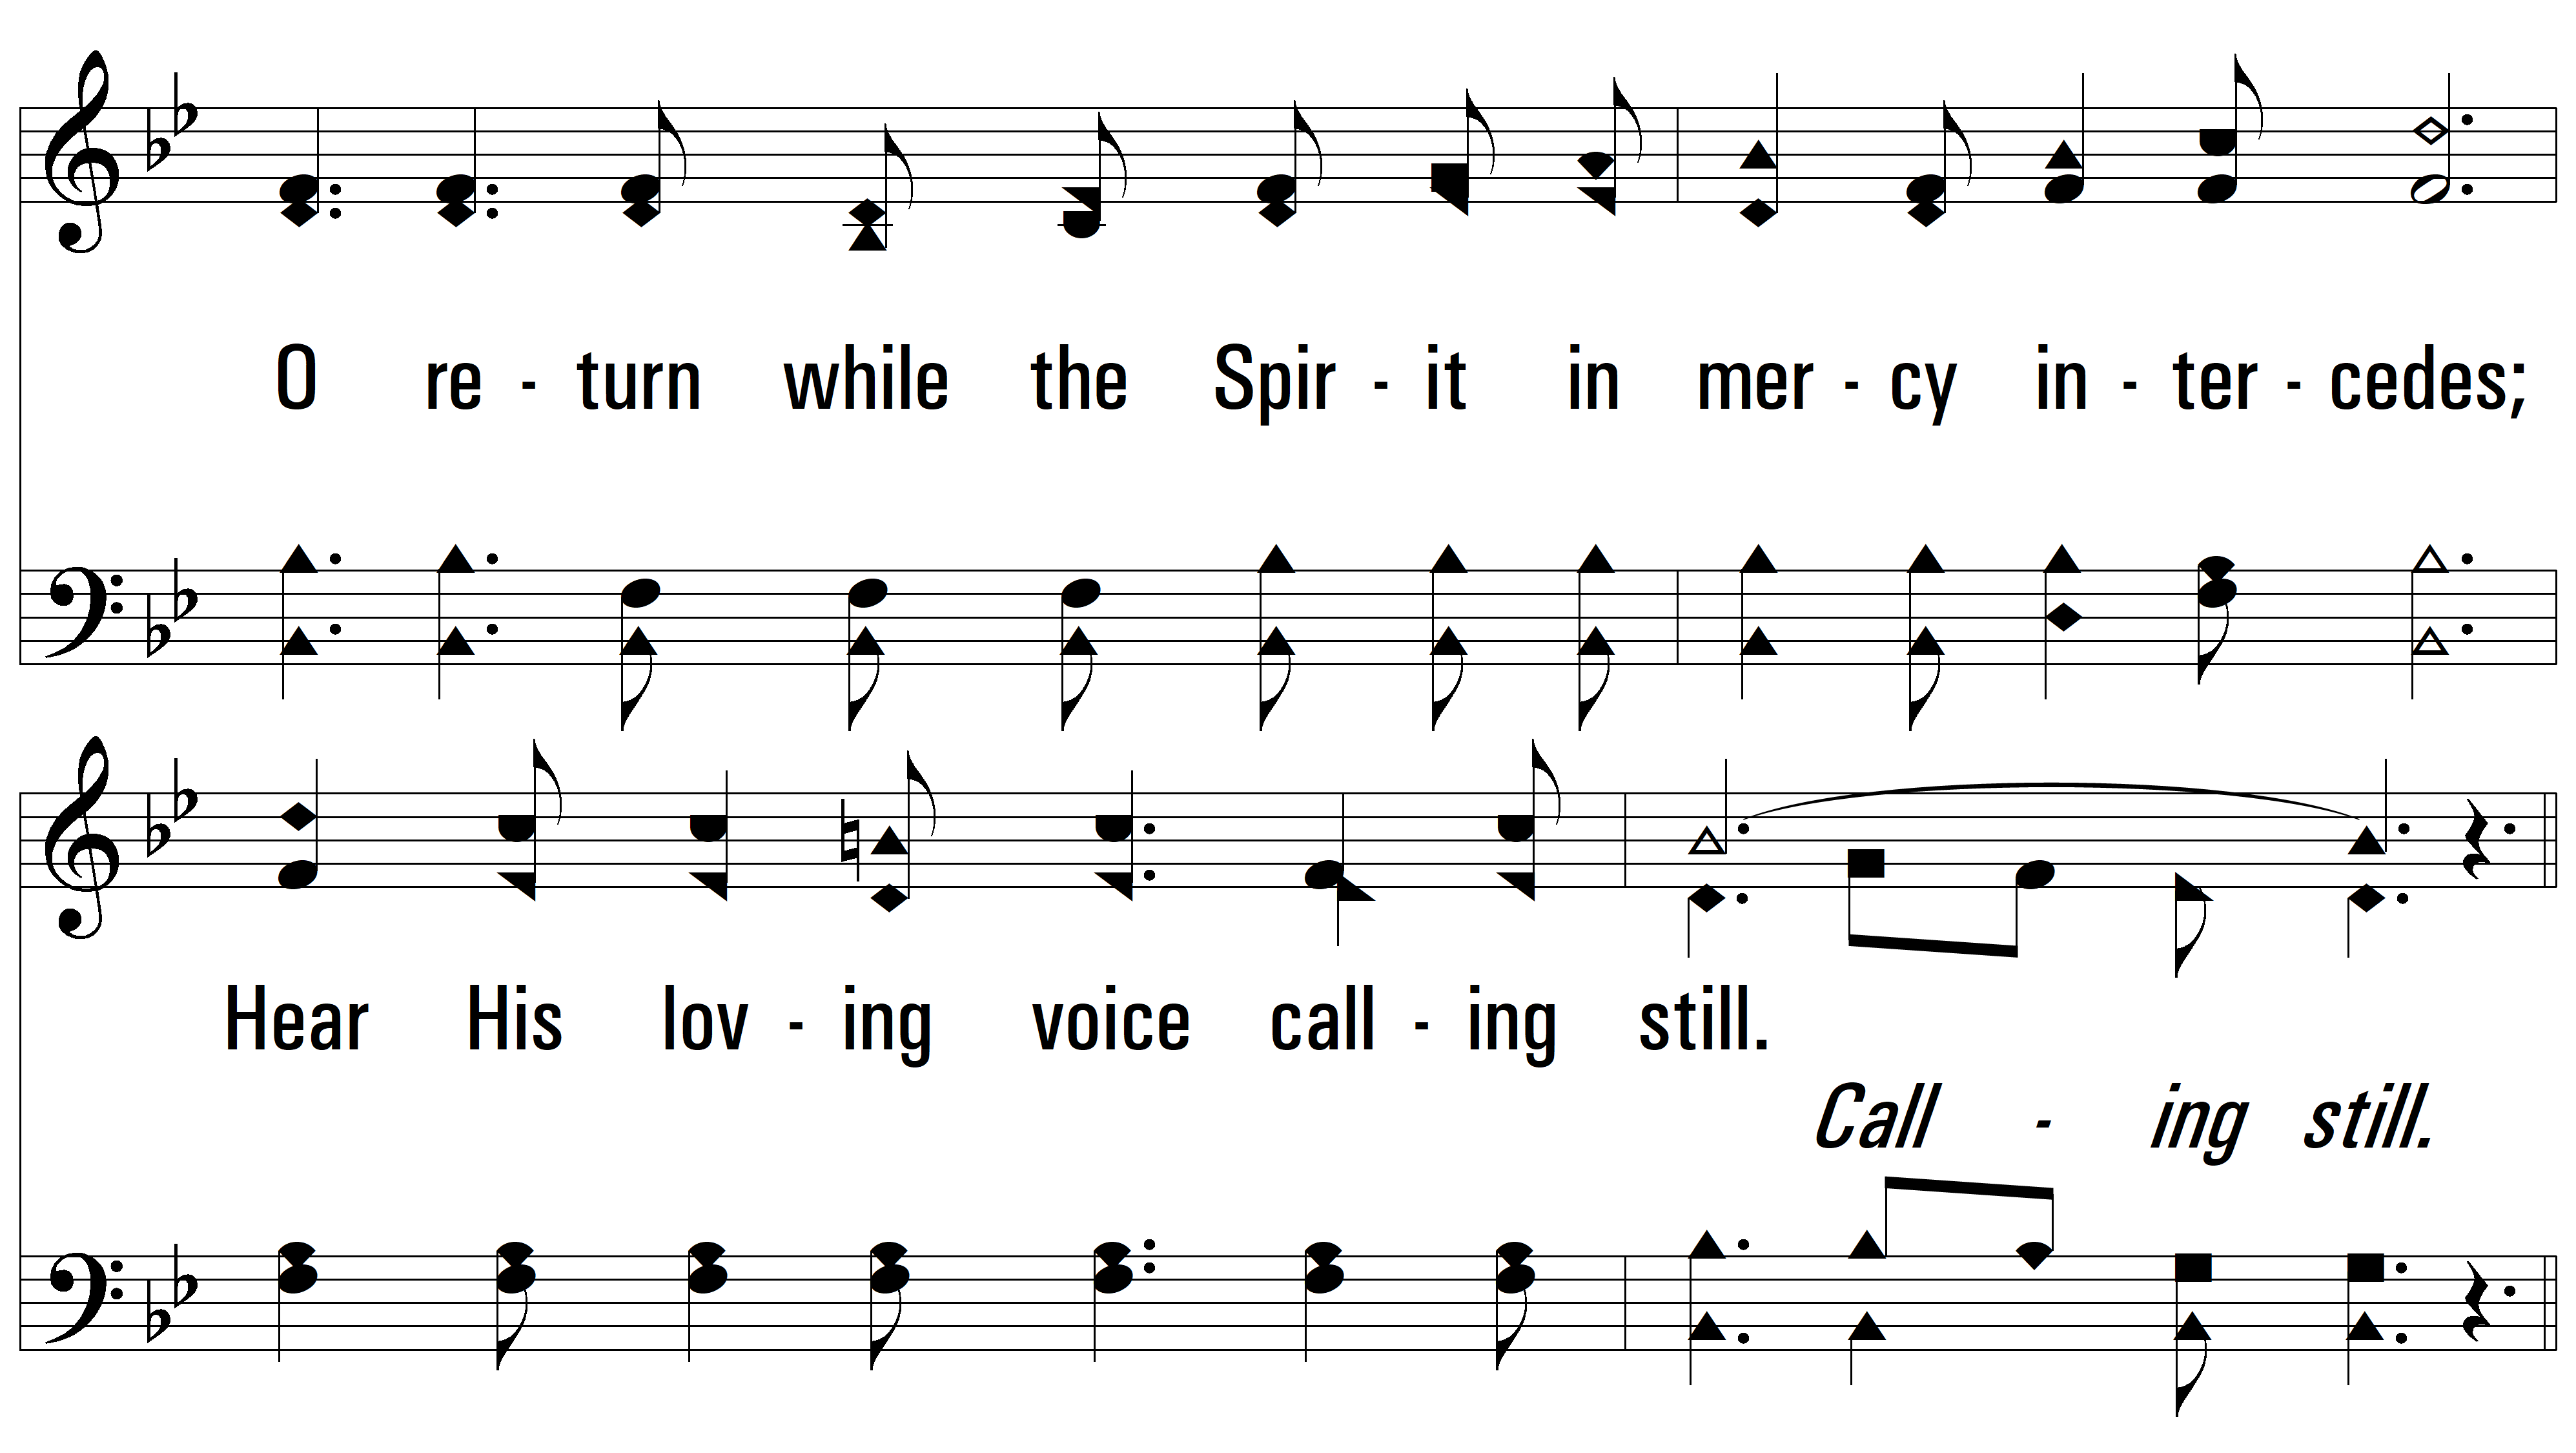 O re - turn while the Spir - it in mer - cy in - ter - cedes;
Hear His lov - ing voice call - ing still.
Call - ing still.